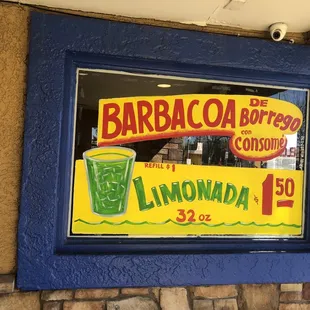 BARBACOA DE Borrego
con
CONSOMÉ
REFILL $1
LIMONADA $1.50
32 oz